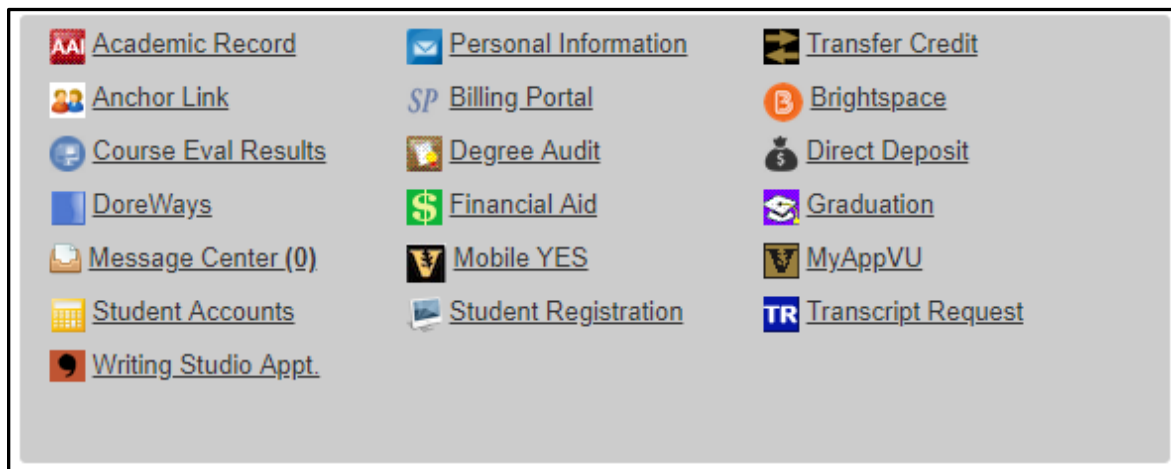 AAI Academic Record Personal Information Transfer Credit
Anchor Link SP Billing Portal B Brightspace
Course Eval Results Degree Audit $ Direct Deposit
DoreWays $ Financial Aid Graduation
Message Center (0) V Mobile YES V MyAppVU
Student Accounts Student Registration TR Transcript Request
Writing Studio Appt.